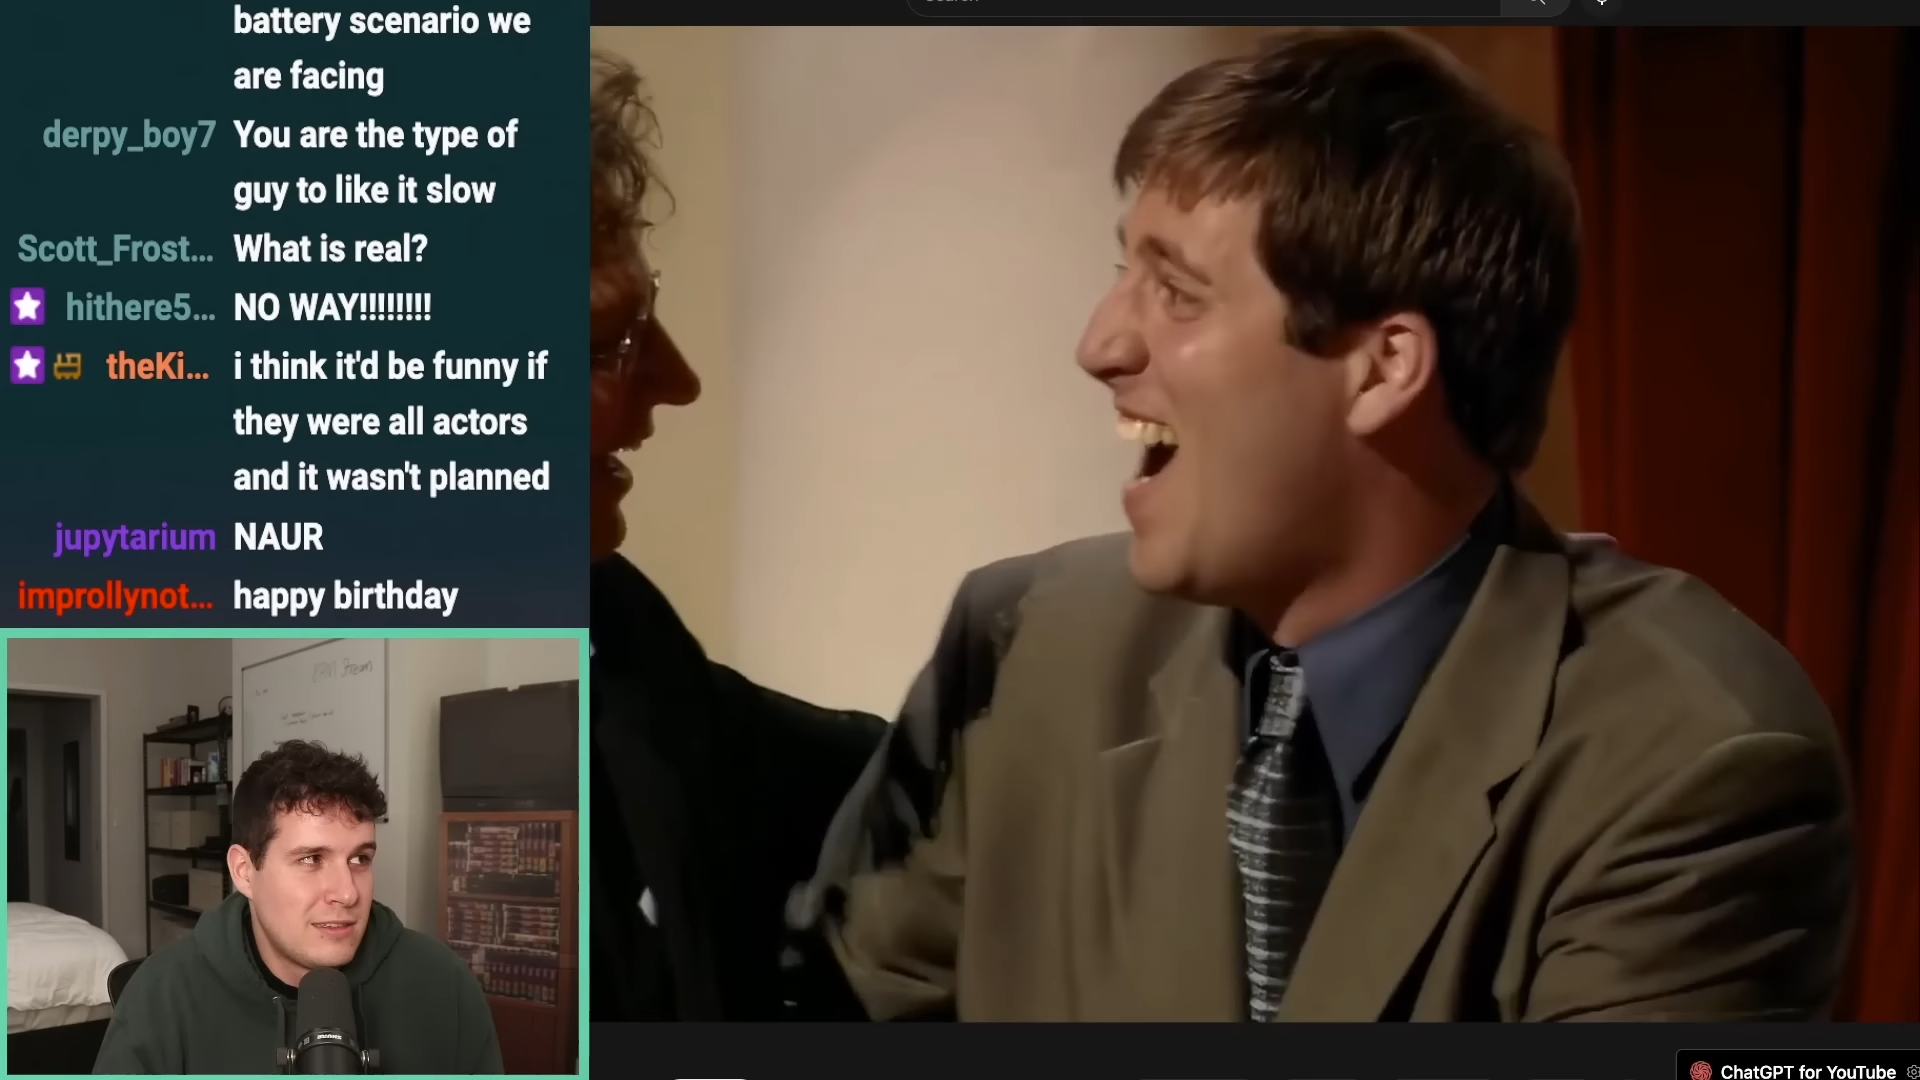 Search
battery scenario we
are facing
derpy_boy7 You are the type of
guy to like it slow
Scott_Frost... What is real?
hithere5... NO WAY!!!!!!!!
theKi... i think it'd be funny if
they were all actors
and it wasn't planned
jupytarium NAUR
improllynot... happy birthday
ChatGPT for YouTube